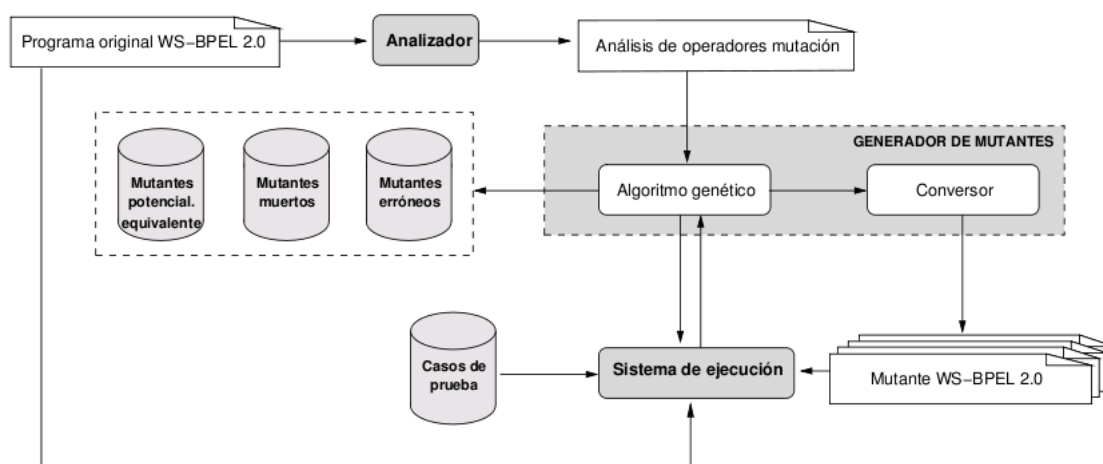 Programa original WS−BPEL 2.0
Analizador
Análisis de operadores mutación
GENERADOR DE MUTANTES
Mutantes
potencial.
equivalente
Mutantes
muertos
Mutantes
erróneos
Algoritmo genético
Conversor
Casos de
prueba
Sistema de ejecución
Mutante WS−BPEL 2.0